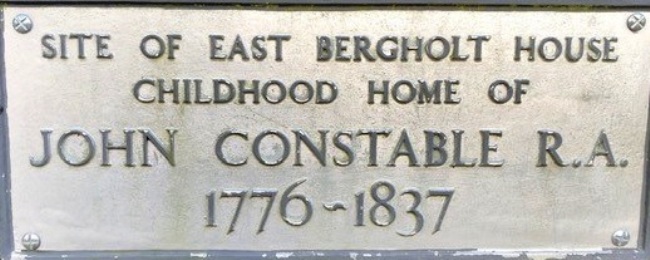 SITE OF EAST BERGHOLT HOUSE
CHILDHOOD HOME OF
JOHN CONSTABLE R.A.
1776~1837